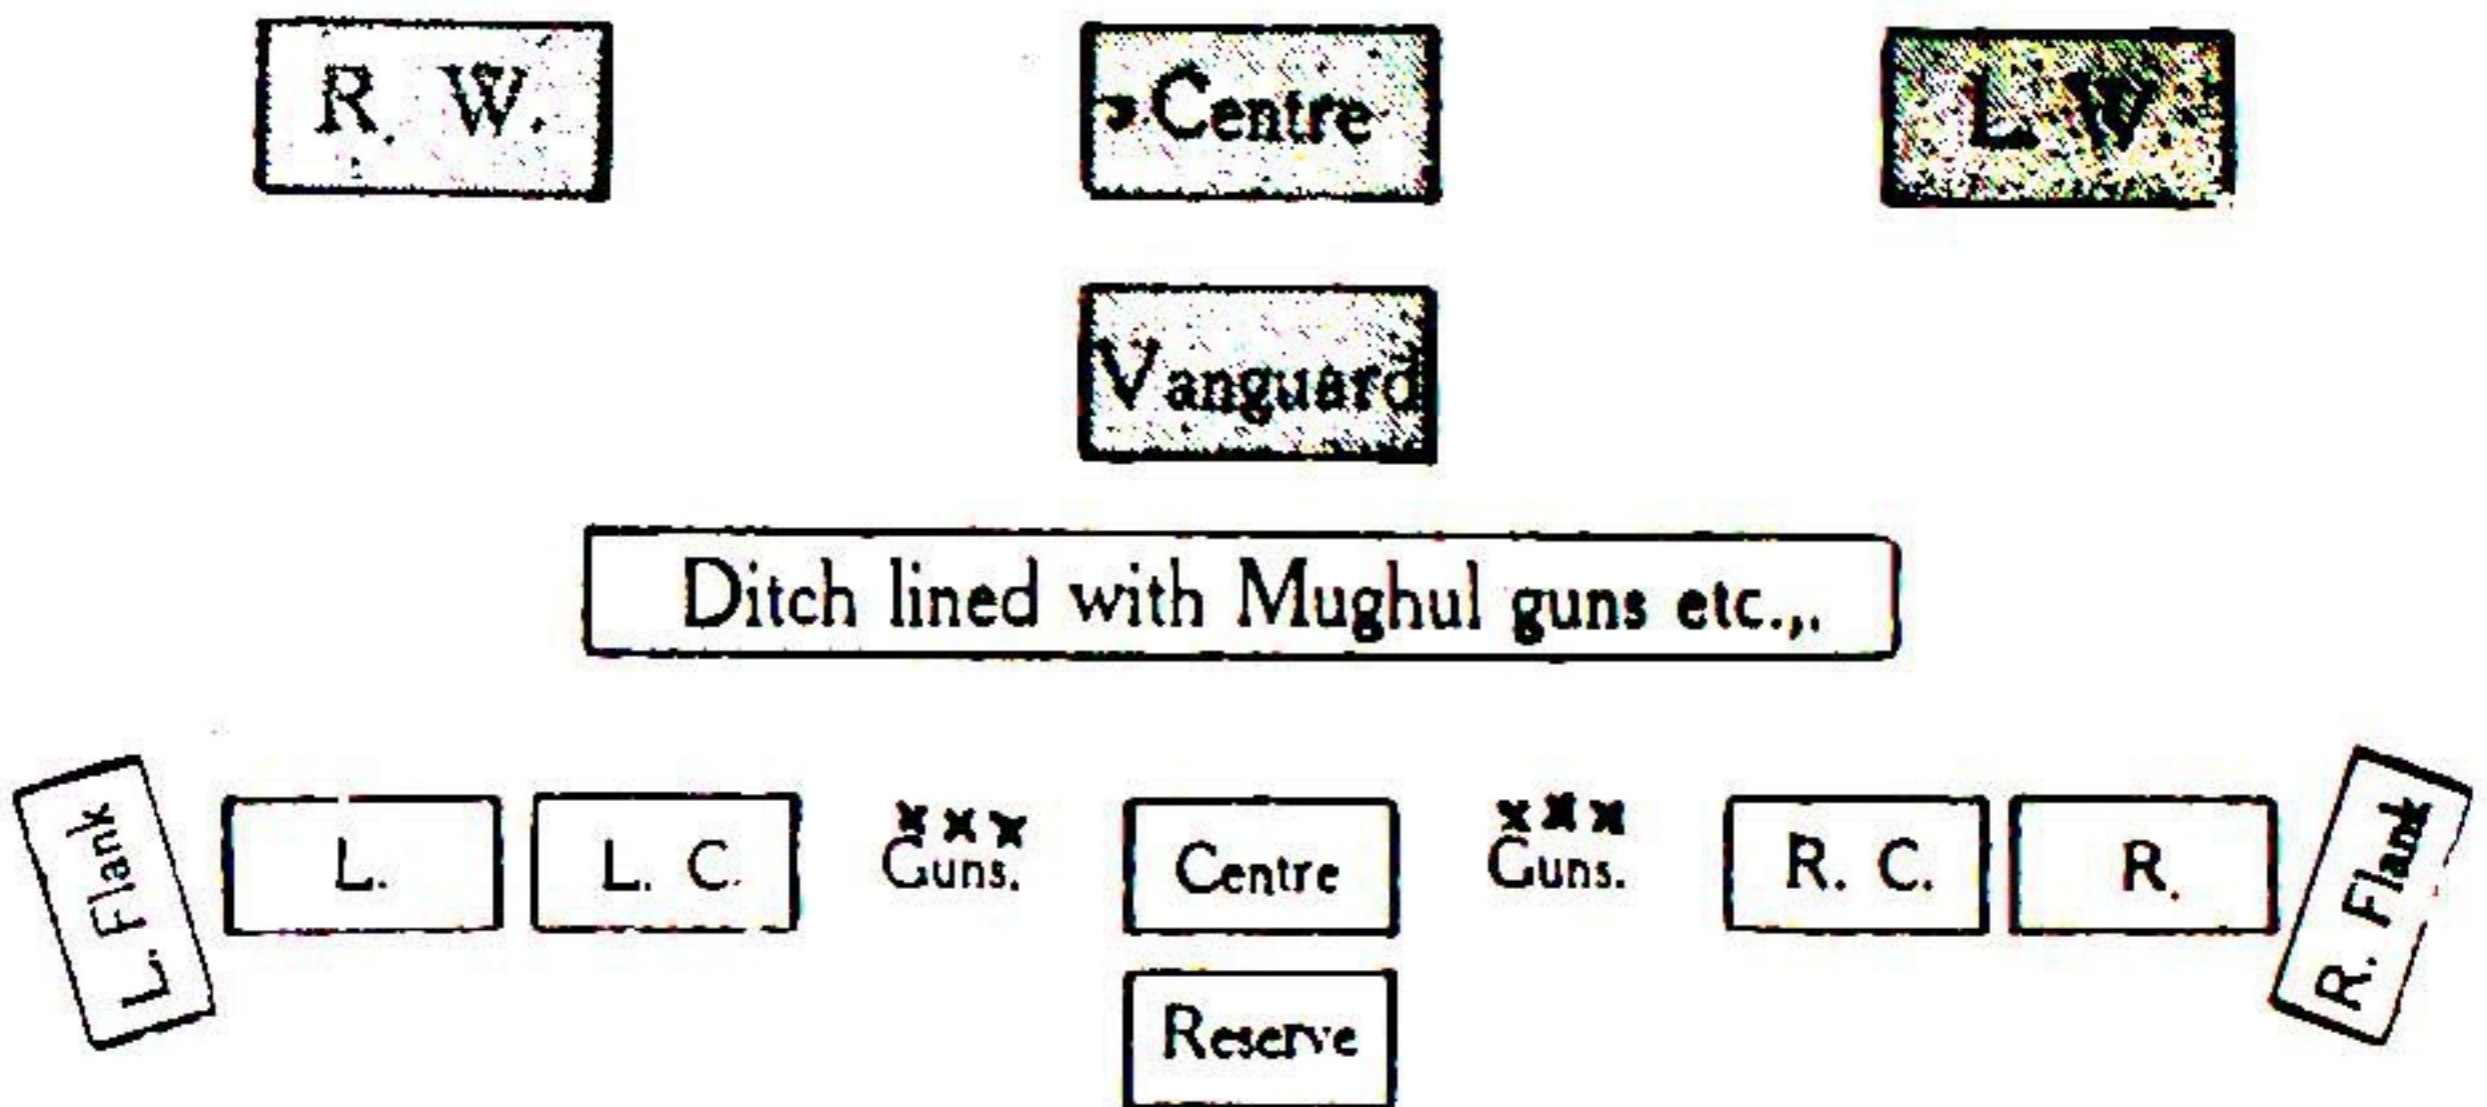 R. W.
Centre
L. W.
Vanguard
Ditch lined with Mughul guns etc.,.
L. Flank
L.
L. C.
Guns.
Centre
Guns.
R. C.
R.
R. Flank
Reserve